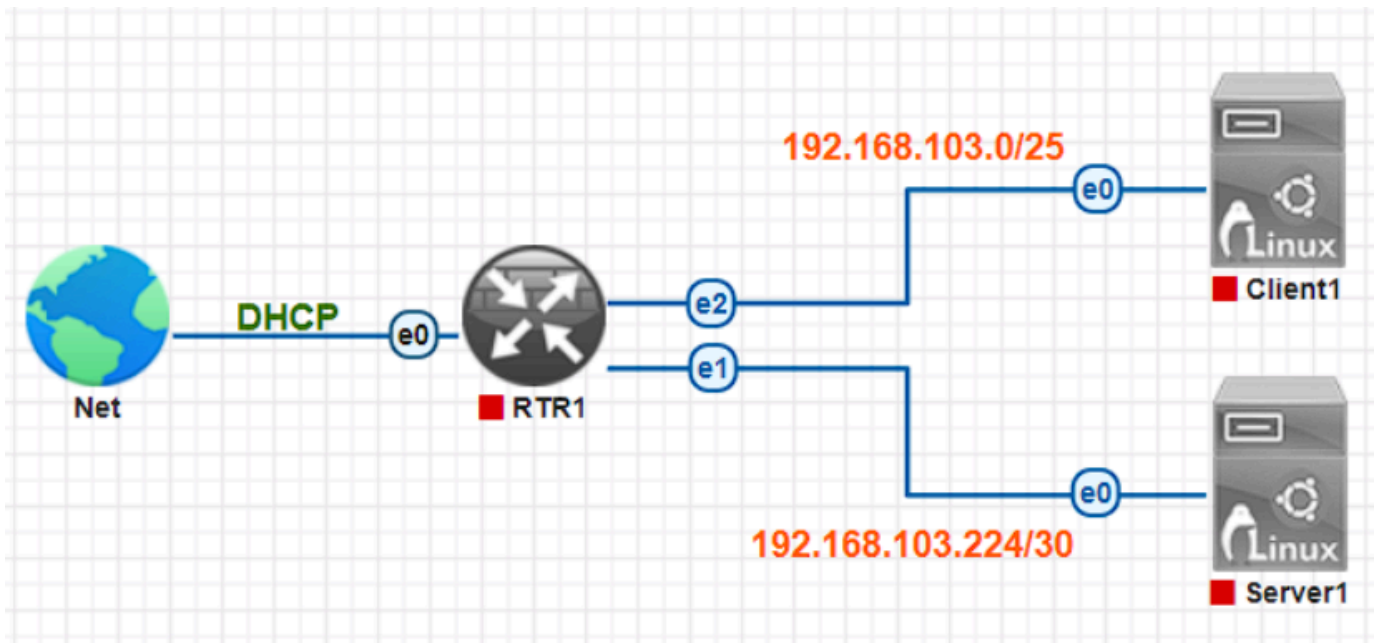 192.168.103.0/25
e0
Linux
Client1
DHCP
e0
e2
e1
Net
RTR1
e0
192.168.103.224/30
Linux
Server1